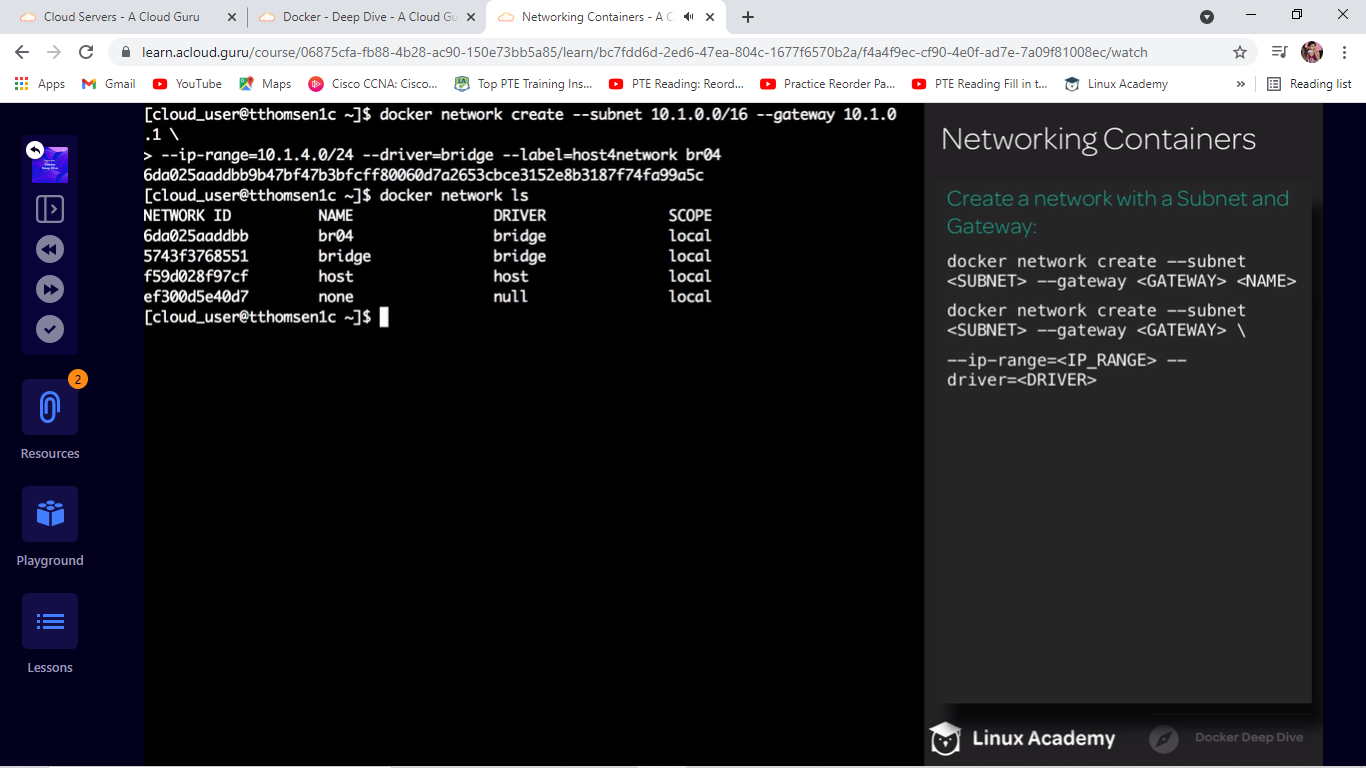 Cloud Servers - A Cloud Guru
Docker - Deep Dive - A Cloud Gu
Networking Containers - A C
learn.acloud.guru/course/06875cfa-fb88-4b28-ac90-150e73bb5a85/learn/bc7fdd6d-2ed6-47ea-804c-1677f6570b2a/f4a4f9ec-cf90-4e0f-ad7e-7a09f81008ec/watch
Apps
Gmail
YouTube
Maps
Cisco CCNA: Cisco...
Top PTE Training Ins...
PTE Reading: Reord...
Practice Reorder Pa...
PTE Reading Fill in t...
Linux Academy
»
Reading list
Docker
Deep Dive
2
Resources
Playground
Lessons
[cloud_user@tthomsen1c ~]$ docker network create --subnet 10.1.0.0/16 --gateway 10.1.0
.1 \
> --ip-range=10.1.4.0/24 --driver=bridge --label=host4network br04
6da025aaddbb9b47bf47b3bfcff80060d7a2653cbce3152e8b3187f74fa99a5c
[cloud_user@tthomsen1c ~]$ docker network ls
NETWORK ID NAME DRIVER SCOPE
6da025aaddbb br04 bridge local
5743f3768551 bridge bridge local
f59d028f97cf host host local
ef300d5e40d7 none null local
[cloud_user@tthomsen1c ~]$
Networking Containers
Create a network with a Subnet and
Gateway:
docker network create --subnet
<SUBNET> --gateway <GATEWAY> <NAME>
docker network create --subnet
<SUBNET> --gateway <GATEWAY> \
--ip-range=<IP_RANGE> --
driver=<DRIVER>
Linux Academy
Docker Deep Dive